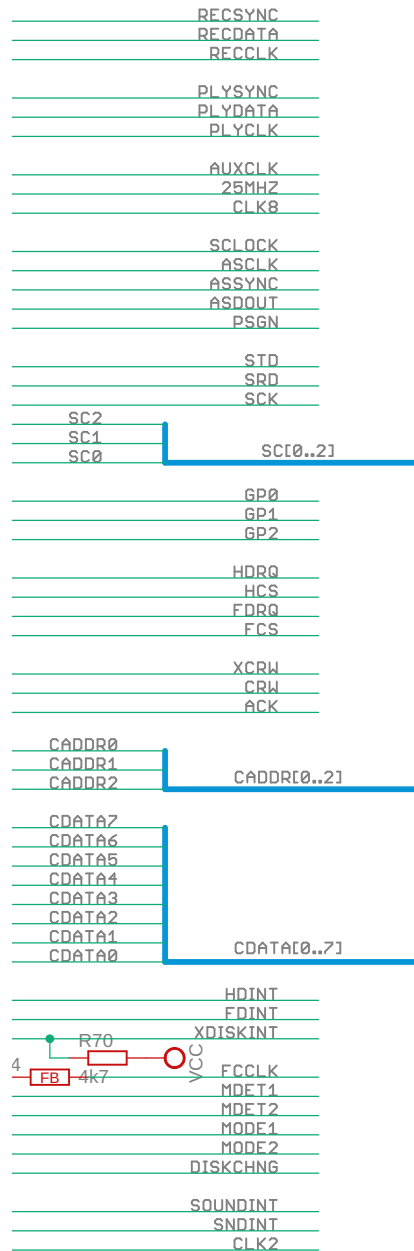 RECSYNC
RECDATA
RECCLK
PLYSYNC
PLYDATA
PLYCLK
AUXCLK
25MHZ
CLK8
SCLOCK
ASCLK
ASSYNC
ASDOUT
PSGN
STD
SRD
SCK
SC2
SC1
SC0
SC[0..2]
GP0
GP1
GP2
HDRQ
HCS
FDRQ
FCS
XCRW
CRW
ACK
CADDR0
CADDR1
CADDR2
CADDR[0..2]
CDATA7
CDATA6
CDATA5
CDATA4
CDATA3
CDATA2
CDATA1
CDATA0
CDATA[0..7]
HDINT
FDINT
XDISKINT
R70
VCC
4
FB
4k7
FCCLK
MDET1
MDET2
MODE1
MODE2
DISKCHNG
SOUNDINT
SNDINT
CLK2